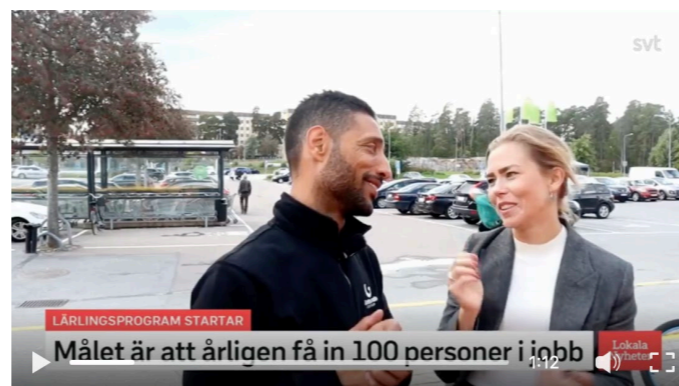 svt
LÄRLINGSPROGRAM STARTAR
Målet är att årligen få in 100 personer i jobb
Lokala
Nyheter
1:12